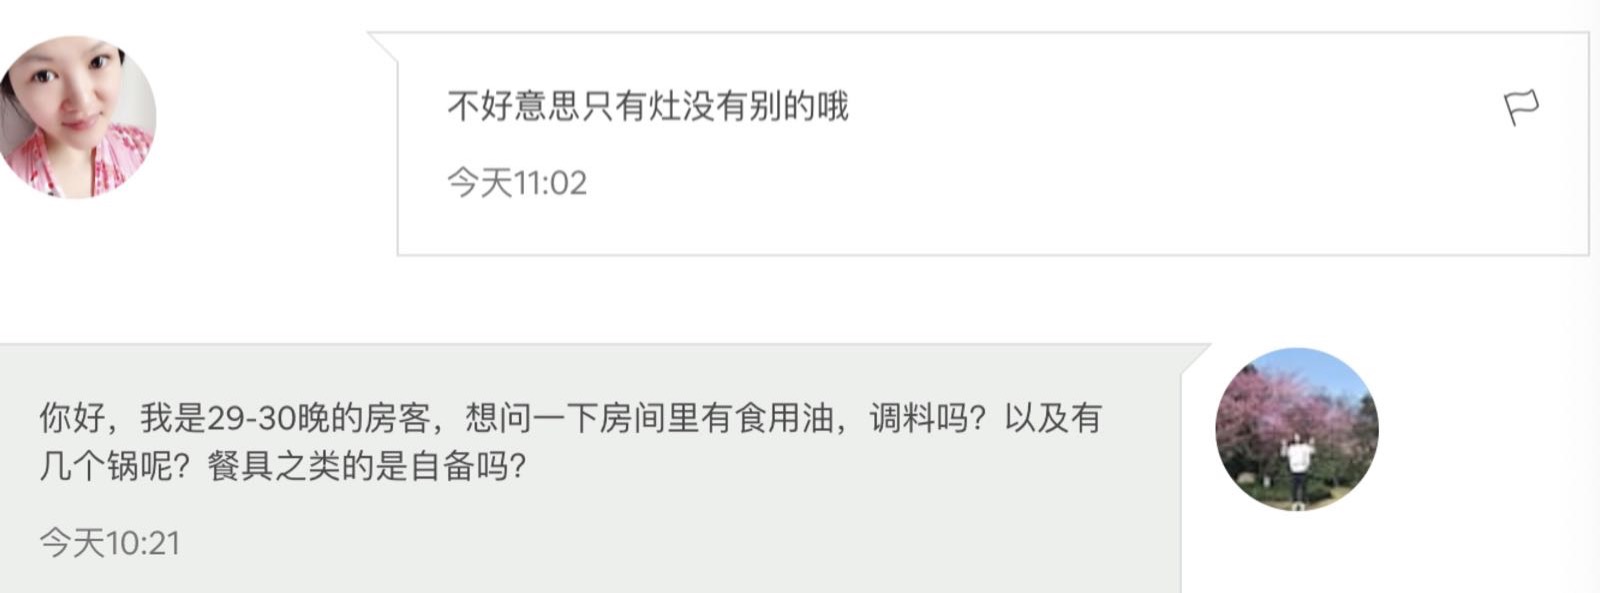 不好意思只有灶没有别的哦
今天11:02
你好，我是29-30晚的房客，想问一下房间里有食用油，调料吗？以及有
几个锅呢？餐具之类的是自备吗？
今天10:21